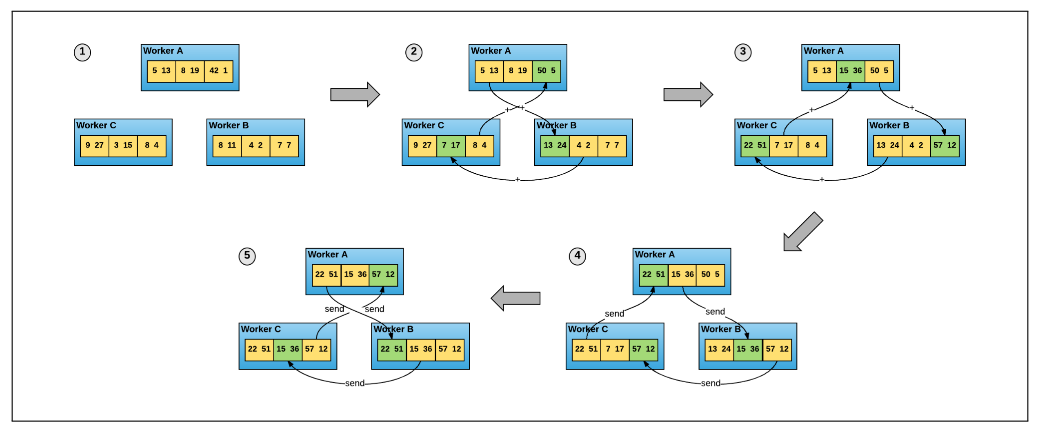 1
Worker A
5 13 8 19 42 1
Worker C
9 27 3 15 8 4
Worker B
8 11 4 2 7 7
2
Worker A
5 13 8 19 50 5
+ +
Worker C
9 27 7 17 8 4
Worker B
13 24 4 2 7 7
+
3
Worker A
5 13 15 36 50 5
+ +
Worker C
22 51 7 17 8 4
Worker B
13 24 4 2 57 12
+
5
Worker A
22 51 15 36 57 12
send send
Worker C
22 51 15 36 57 12
Worker B
22 51 15 36 57 12
send
4
Worker A
22 51 15 36 50 5
send send
Worker C
22 51 7 17 57 12
Worker B
13 24 15 36 57 12
send